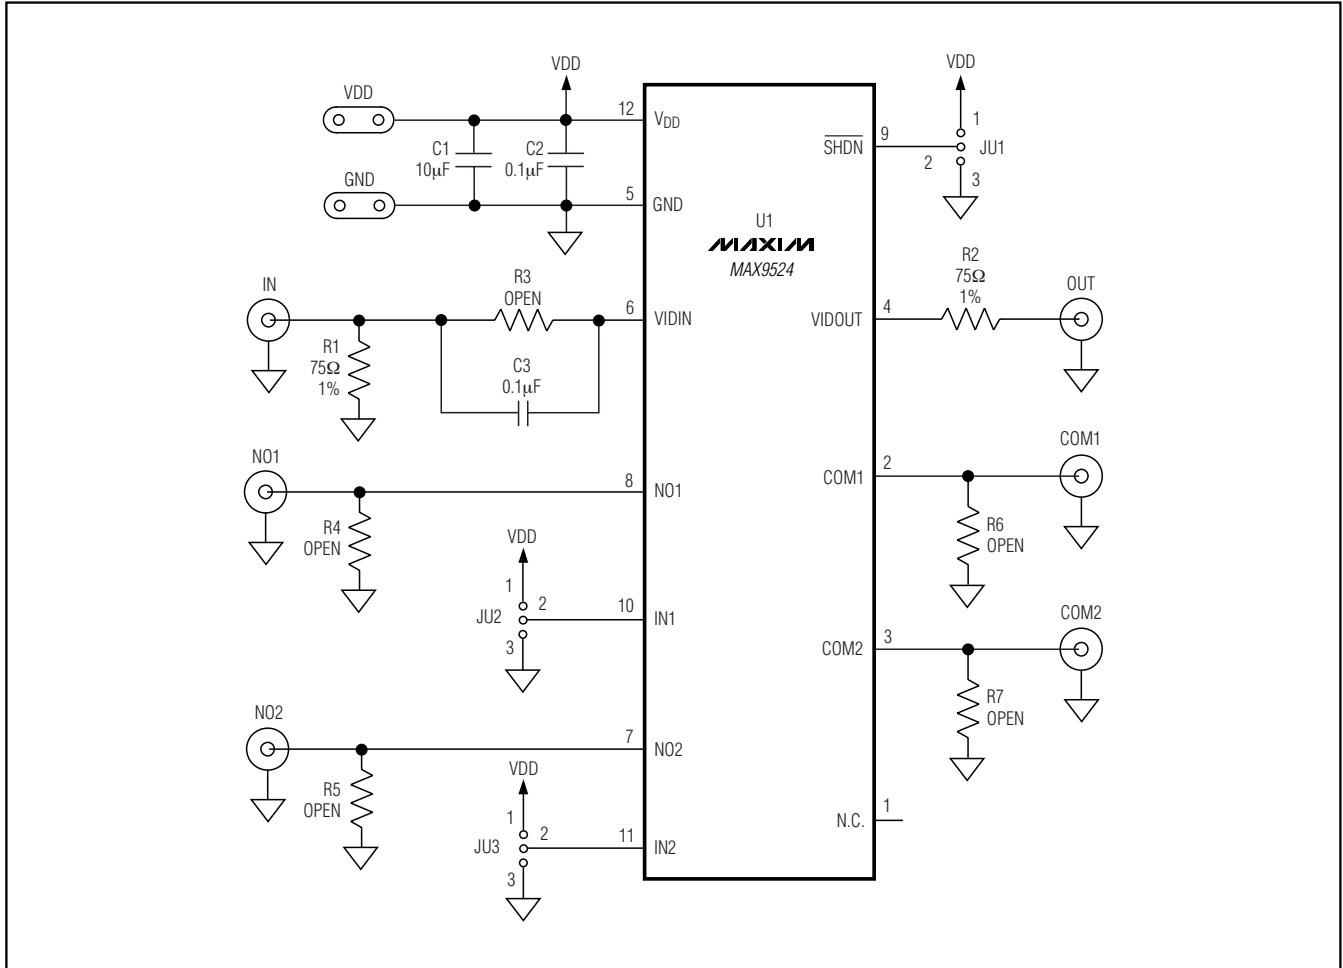 VDD
GND
VDD
C1
10µF
C2
0.1µF
12
5
V_DD
GND
U1
MAXIM
MAX9524
SHDN
9
VDD
1
2
3
JU1
IN
R1
75Ω
1%
R3
OPEN
C3
0.1µF
6
VIDIN
VIDOUT
4
R2
75Ω
1%
OUT
NO1
R4
OPEN
8
NO1
COM1
2
COM1
R6
OPEN
VDD
1
2
3
JU2
10
IN1
COM2
3
COM2
R7
OPEN
NO2
R5
OPEN
7
NO2
VDD
1
2
3
JU3
11
IN2
N.C.
1